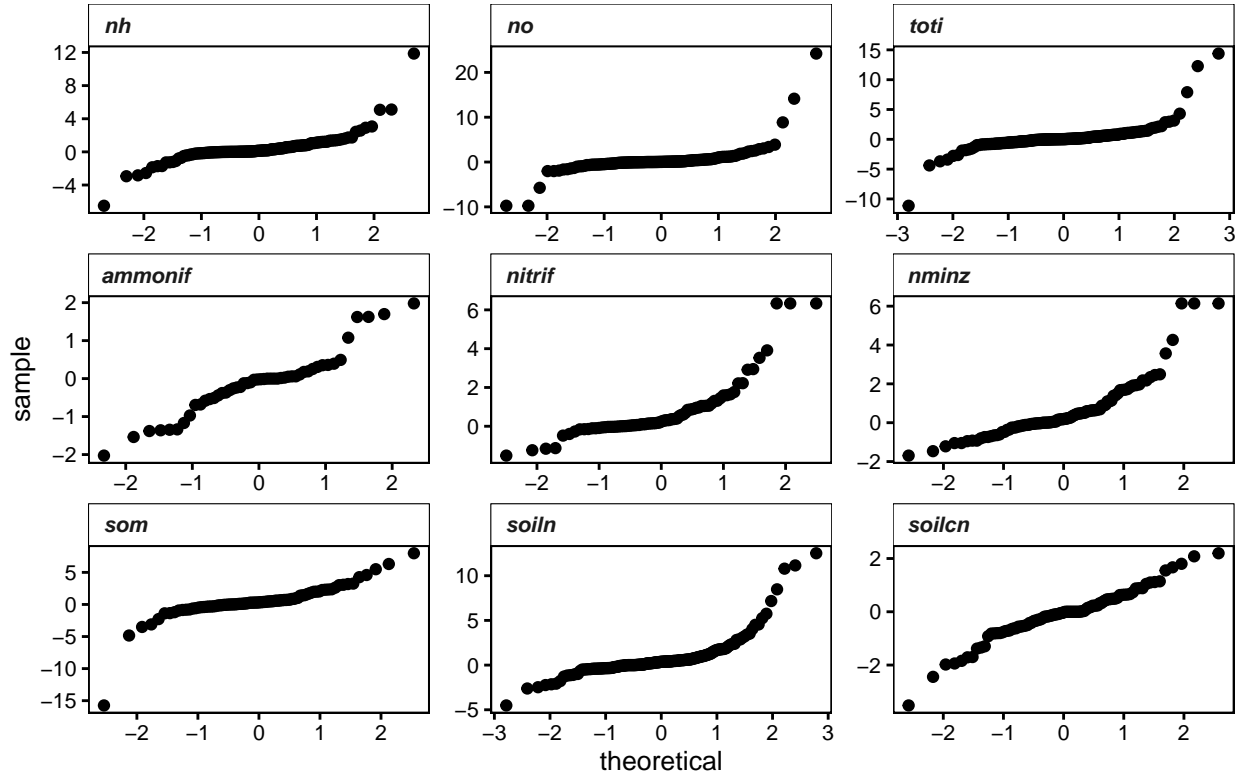 nh no toti
12 20 15
8 10
4 10 5
0 0 0
−5
−4 −10 −10
−2 −1 0 1 2 −2 −1 0 1 2 −3 −2 −1 0 1 2 3
ammonif nitrif nminz
2 6 6
1 4 4
0 2 2
−1 0 0
−2 −2
−2 −1 0 1 2 −2 −1 0 1 2 −2 −1 0 1 2
som soiln soilcn
5 10 2
0
−5 5 0
−10 0 −2
−15 −5
−2 −1 0 1 2 −3 −2 −1 0 1 2 3 −2 −1 0 1 2
sample
theoretical